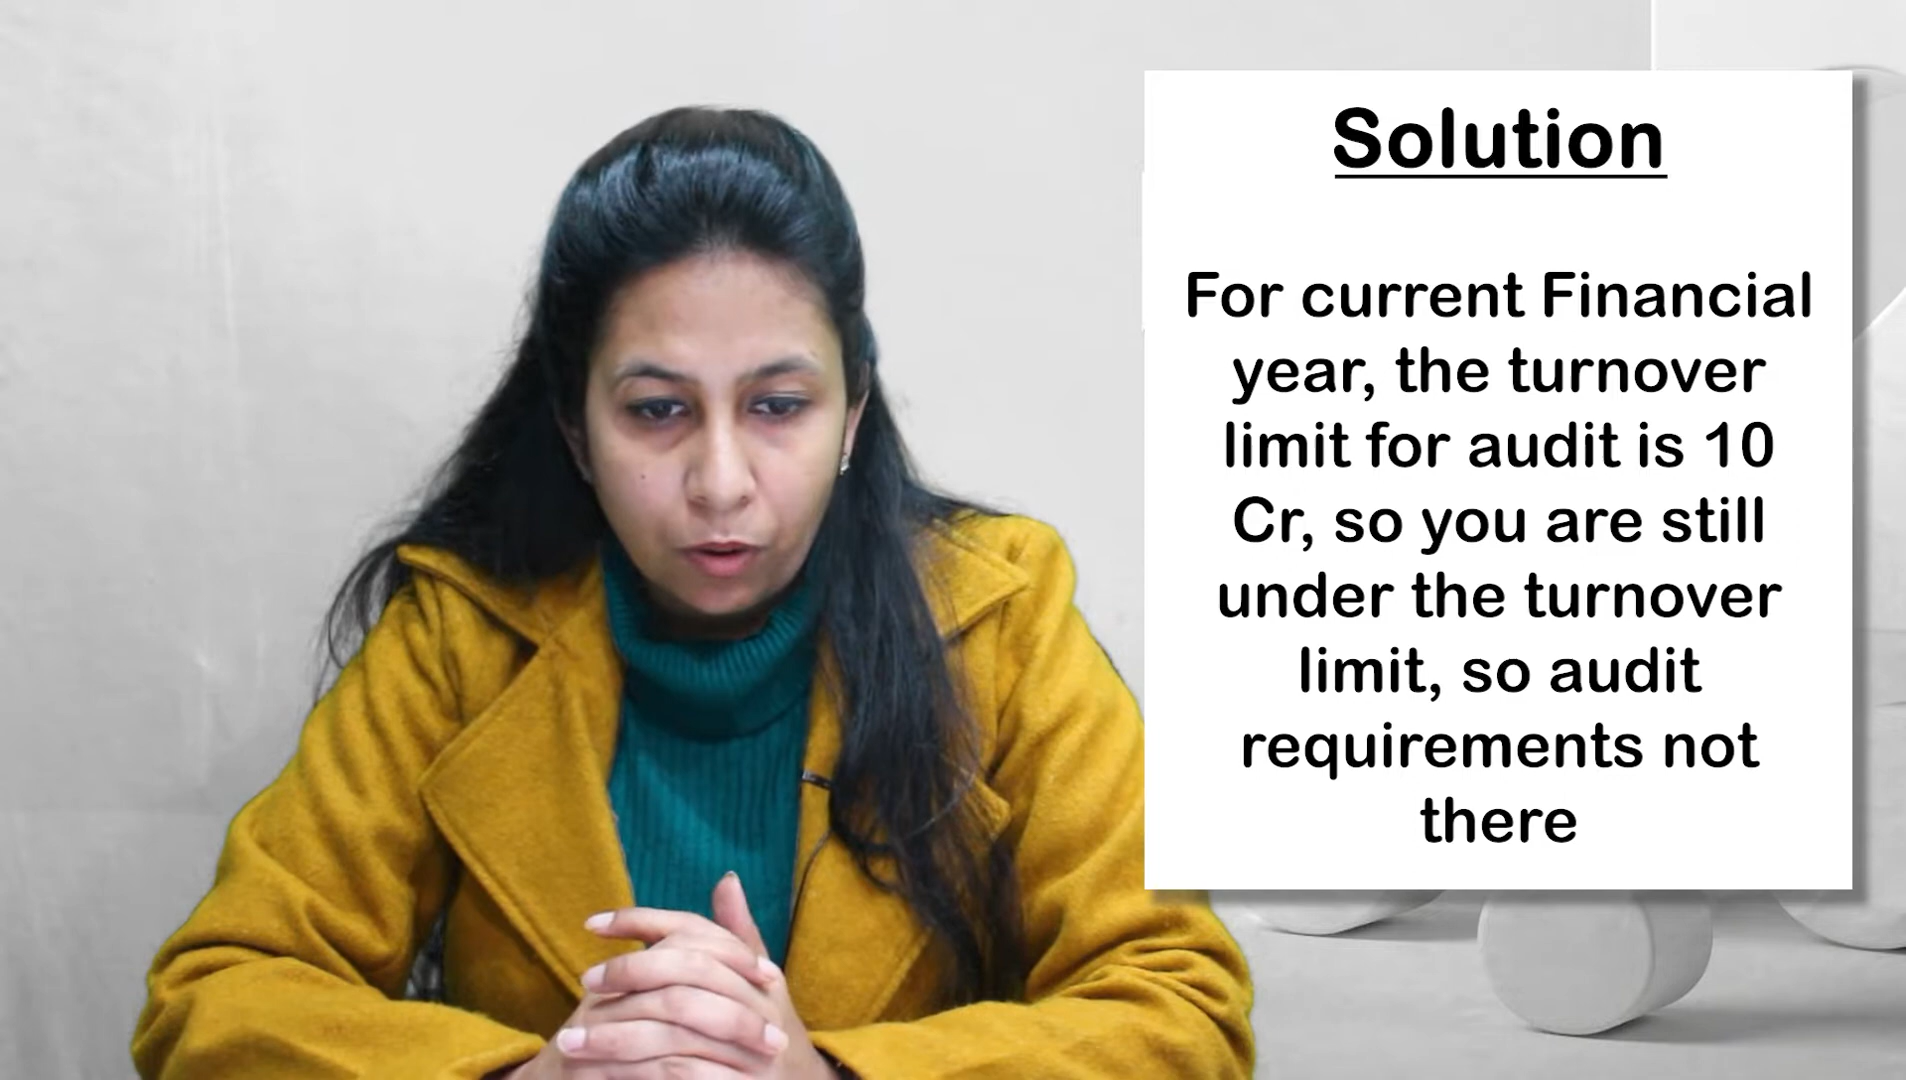 Solution
For current Financial
year, the turnover
limit for audit is 10
Cr, so you are still
under the turnover
limit, so audit
requirements not
there